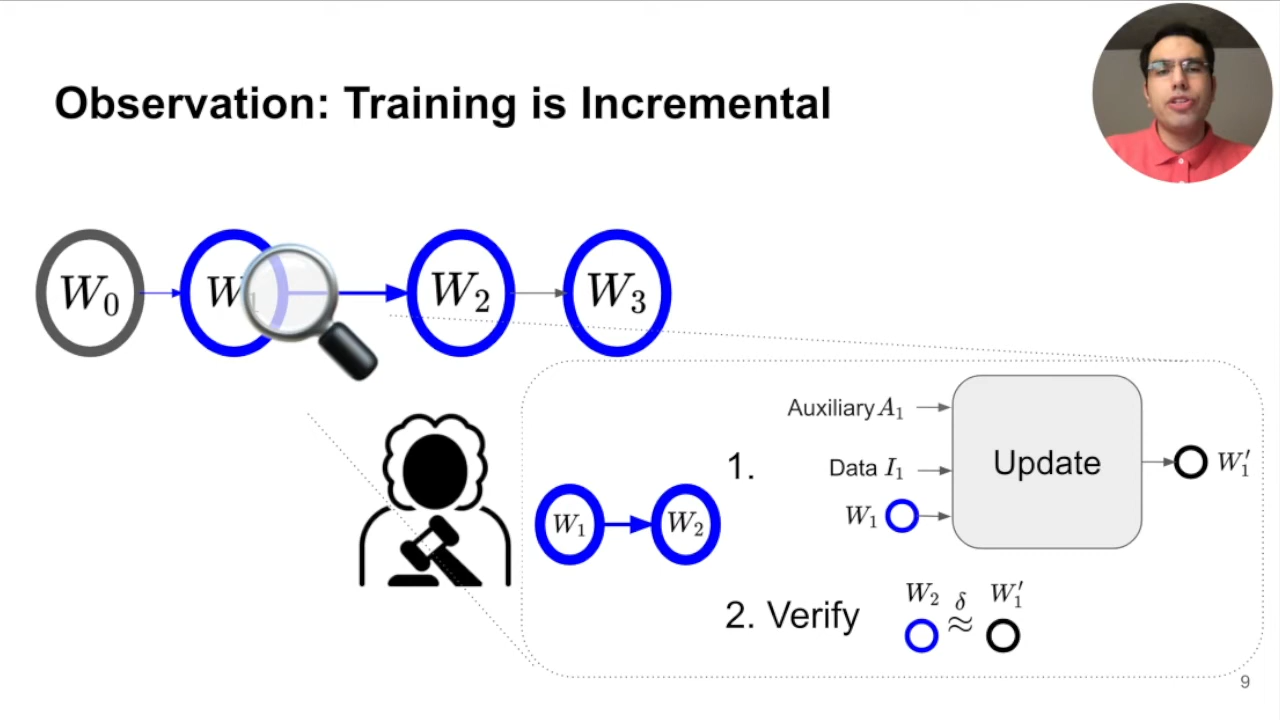 Observation: Training is Incremental
W₀
W₁
W₂
W₃
Auxiliary A₁
1.
Data I₁
Update
W₁′
W₁
W₁
W₂
2. Verify
W₂
δ
≈
W₁′
9